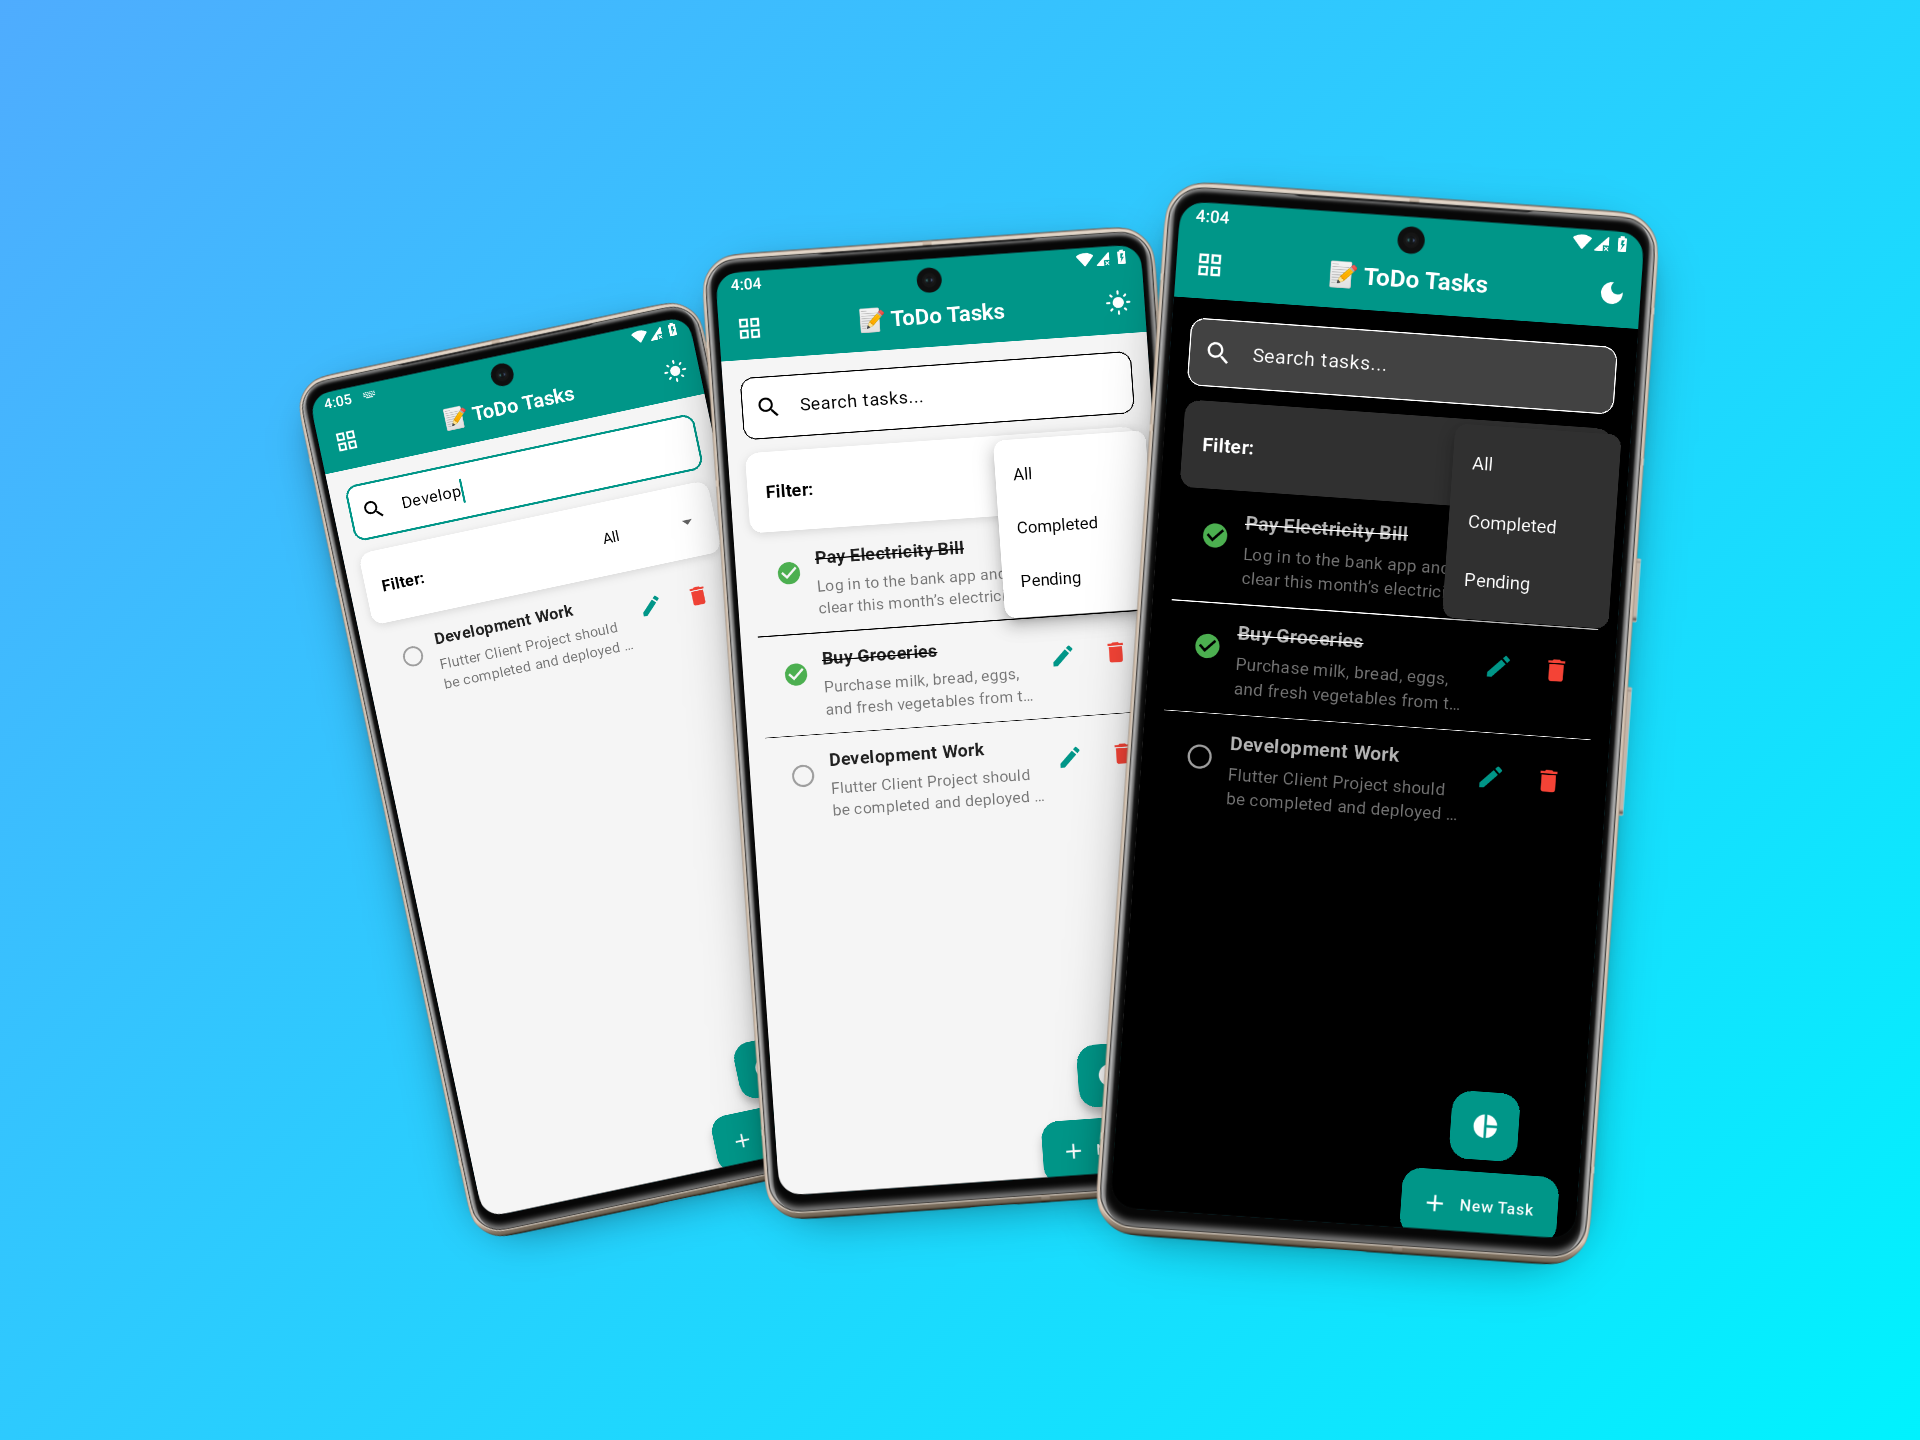 4:05
📝 ToDo Tasks
Develop
Filter:
All
Development Work
Flutter Client Project should
be completed and deployed ...
4:04
📝 ToDo Tasks
Search tasks...
Filter:
All
Completed
Pending
Pay Electricity Bill
Log in to the bank app and
clear this month's electric
Buy Groceries
Purchase milk, bread, eggs,
and fresh vegetables from t...
Development Work
Flutter Client Project should
be completed and deployed ...
4:04
📝 ToDo Tasks
Search tasks...
Filter:
All
Completed
Pending
Pay Electricity Bill
Log in to the bank app and
clear this month's electric
Buy Groceries
Purchase milk, bread, eggs,
and fresh vegetables from t...
Development Work
Flutter Client Project should
be completed and deployed ...
New Task